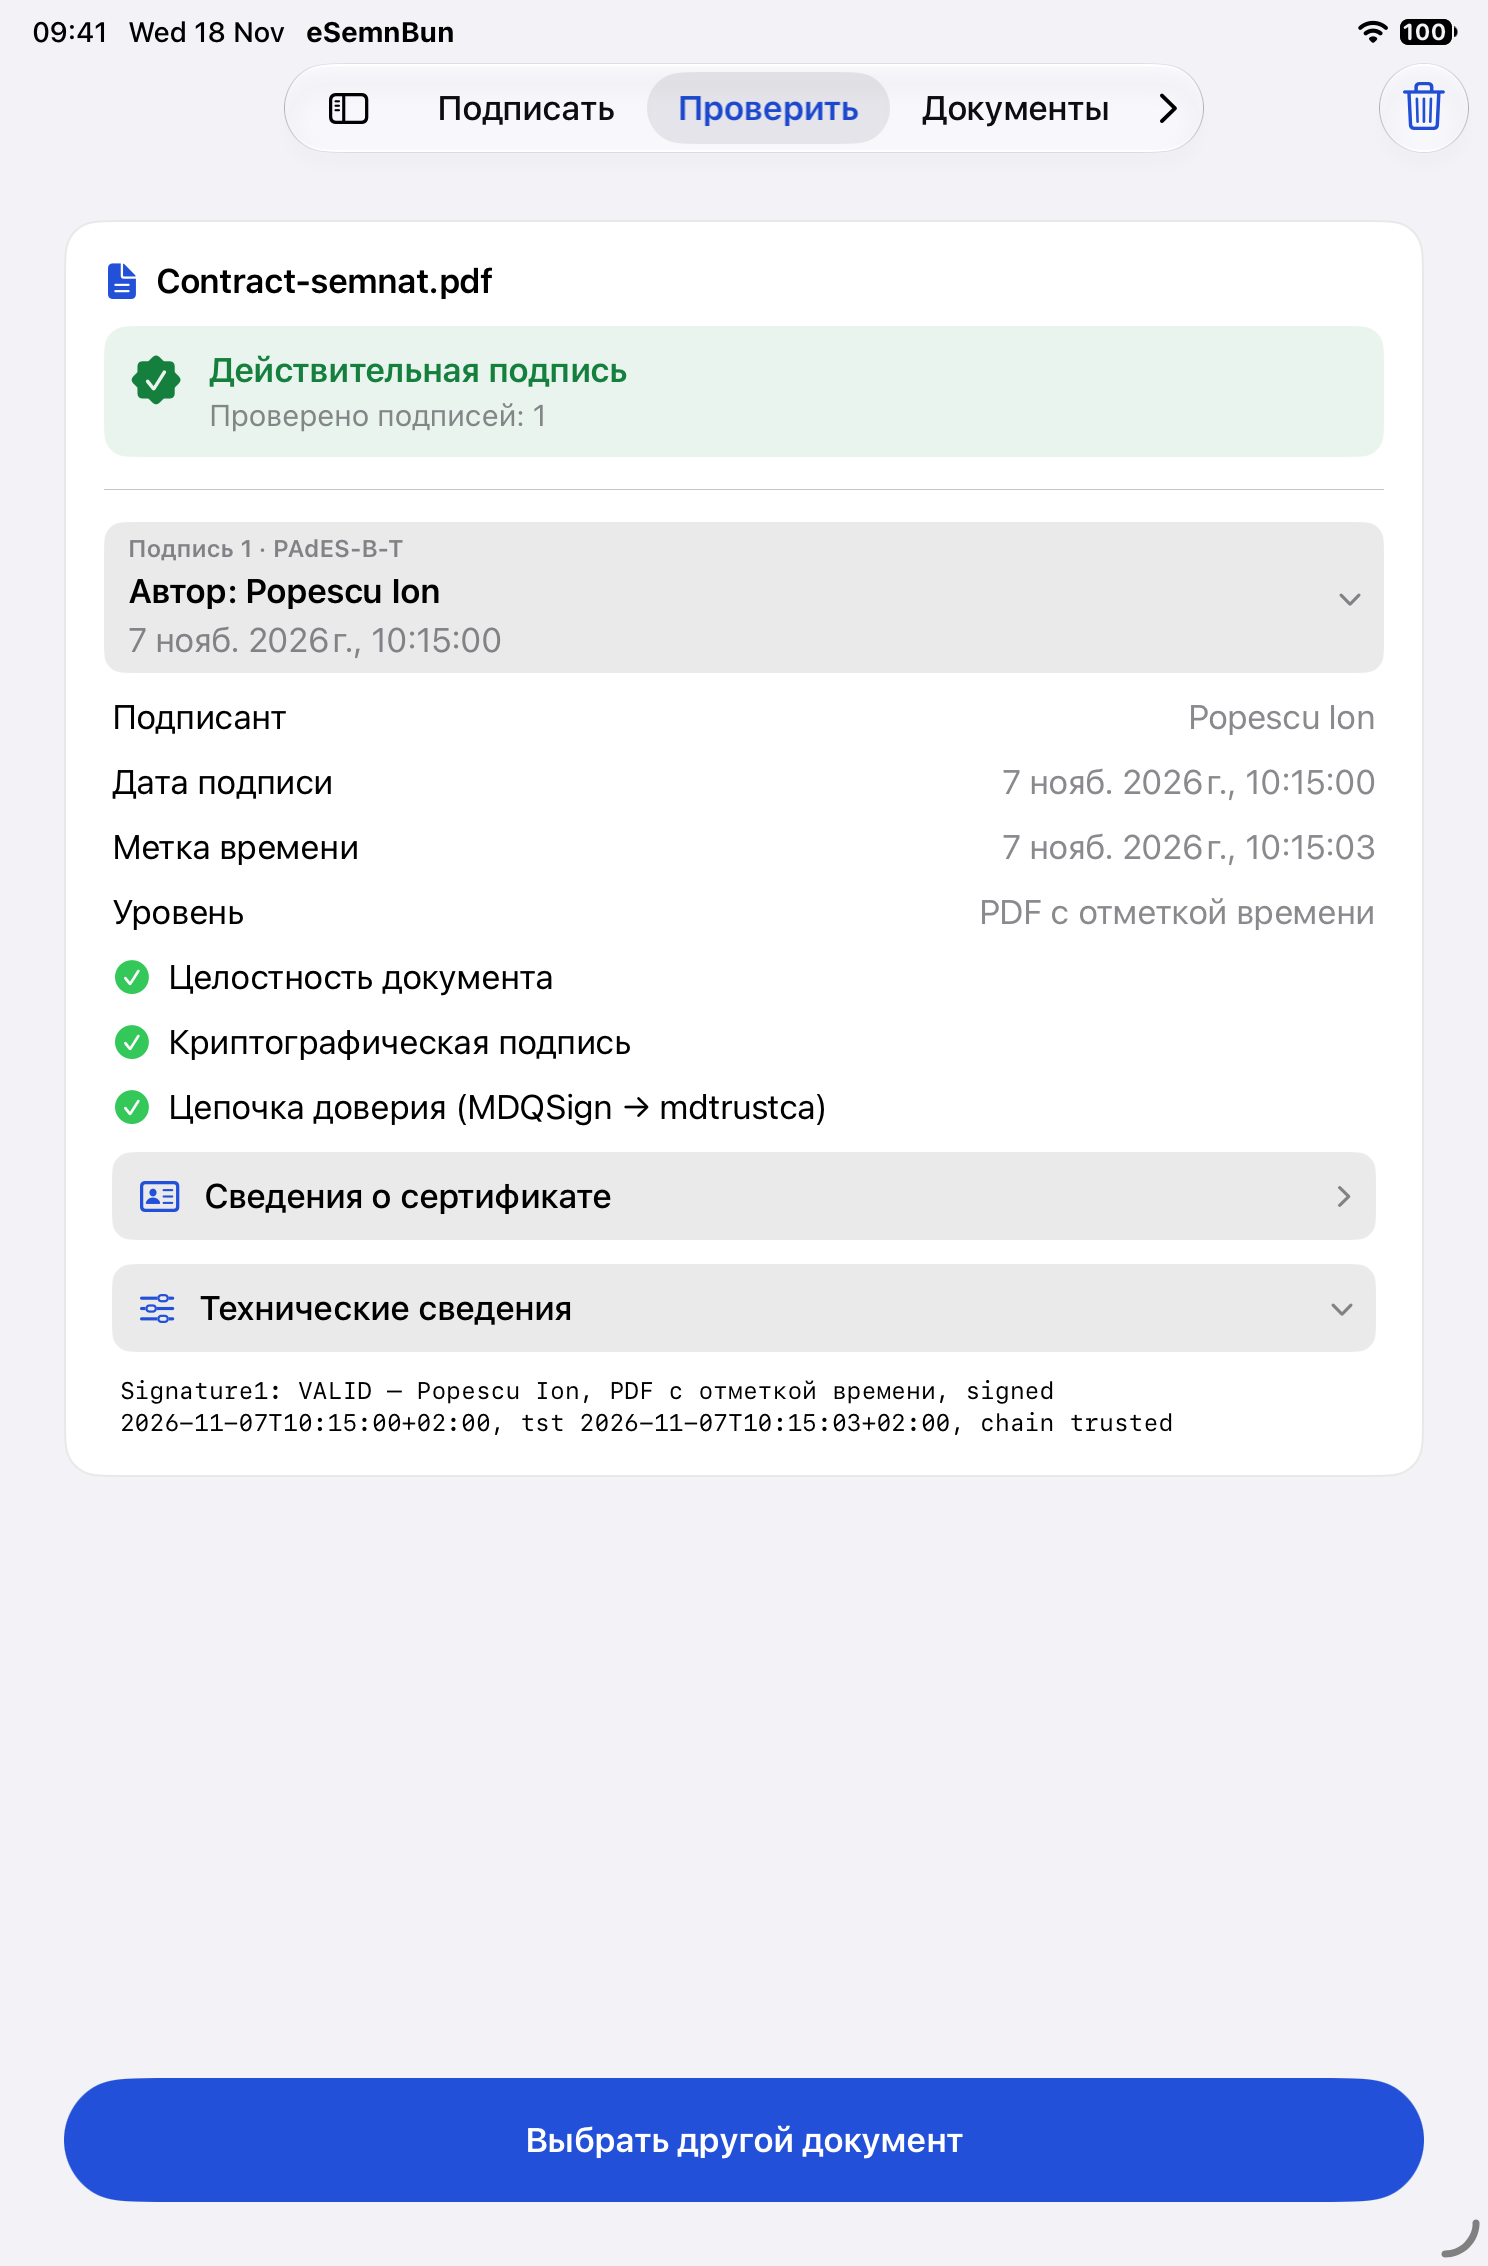 09:41 Wed 18 Nov eSemnBun 100
Подписать Проверить Документы
Contract-semnat.pdf
Действительная подпись
Проверено подписей: 1
Подпись 1 · PAdES-B-T
Автор: Popescu Ion
7 нояб. 2026 г., 10:15:00
Подписант Popescu Ion
Дата подписи 7 нояб. 2026 г., 10:15:00
Метка времени 7 нояб. 2026 г., 10:15:03
Уровень PDF с отметкой времени
Целостность документа
Криптографическая подпись
Цепочка доверия (MDQSign → mdtrustca)
Сведения о сертификате
Технические сведения
Signature1: VALID — Popescu Ion, PDF с отметкой времени, signed
2026-11-07T10:15:00+02:00, tst 2026-11-07T10:15:03+02:00, chain trusted
Выбрать другой документ